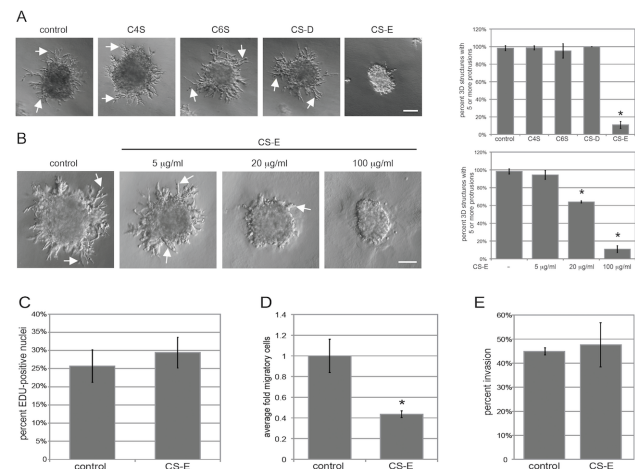 A
control C4S C6S CS-D CS-E
percent 3D structures with
5 or more protrusions
120%
100%
80%
60%
40%
20%
0%
*
control C4S C6S CS-D CS-E
B
CS-E
control 5 µg/ml 20 µg/ml 100 µg/ml
percent 3D structures with
5 or more protrusions
120%
100%
80%
60%
40%
20%
0%
*
*
CS-E – 5 µg/ml 20 µg/ml 100 µg/ml
C
percent EDU-positive nuclei
40%
35%
30%
25%
20%
15%
10%
5%
0%
control CS-E
D
average fold migratory cells
1.4
1.2
1
0.8
0.6
0.4
0.2
0
*
control CS-E
E
percent invasion
60%
50%
40%
30%
20%
10%
0%
control CS-E